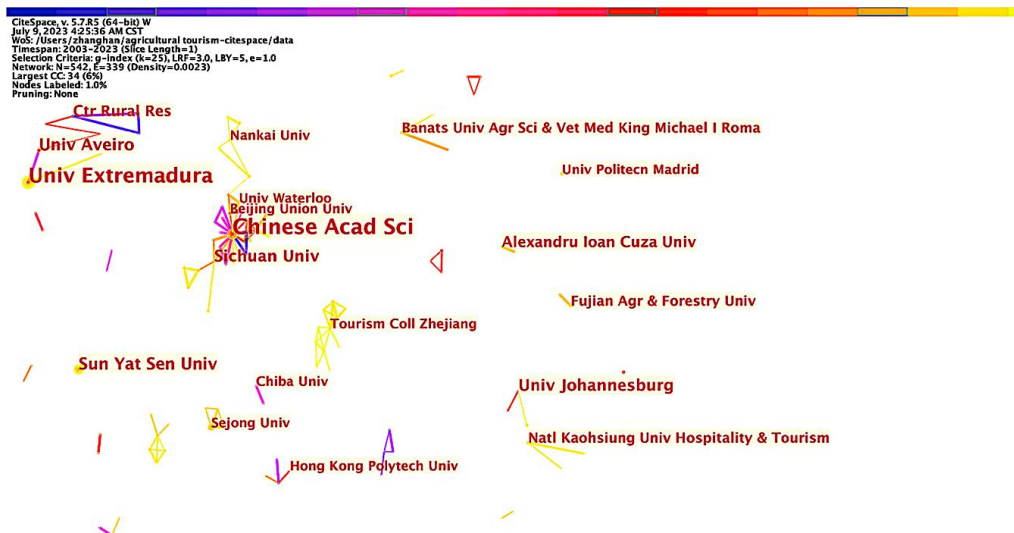 CiteSpace, v. 5.7.R5 (64-bit) W
July 9, 2023 4:25:36 AM CST
WoS: /Users/zhanghan/agricultural tourism-citespace/data
Timespan: 2003-2023 (Slice Length=1)
Selection Criteria: g-index (k=25), LRF=3.0, LBY=5, e=1.0
Network: N=542, E=339 (Density=0.0023)
Largest CC: 34 (6%)
Nodes Labeled: 1.0%
Pruning: None
Ctr Rural Res
Banats Univ Agr Sci & Vet Med King Michael I Roma
Nankai Univ
Univ Aveiro
Univ Politecn Madrid
Univ Extremadura
Univ Waterloo
Beijing Union Univ
Chinese Acad Sci
Alexandru Ioan Cuza Univ
Sichuan Univ
Fujian Agr & Forestry Univ
Tourism Coll Zhejiang
Sun Yat Sen Univ
Chiba Univ
Univ Johannesburg
Sejong Univ
Natl Kaohsiung Univ Hospitality & Tourism
Hong Kong Polytech Univ